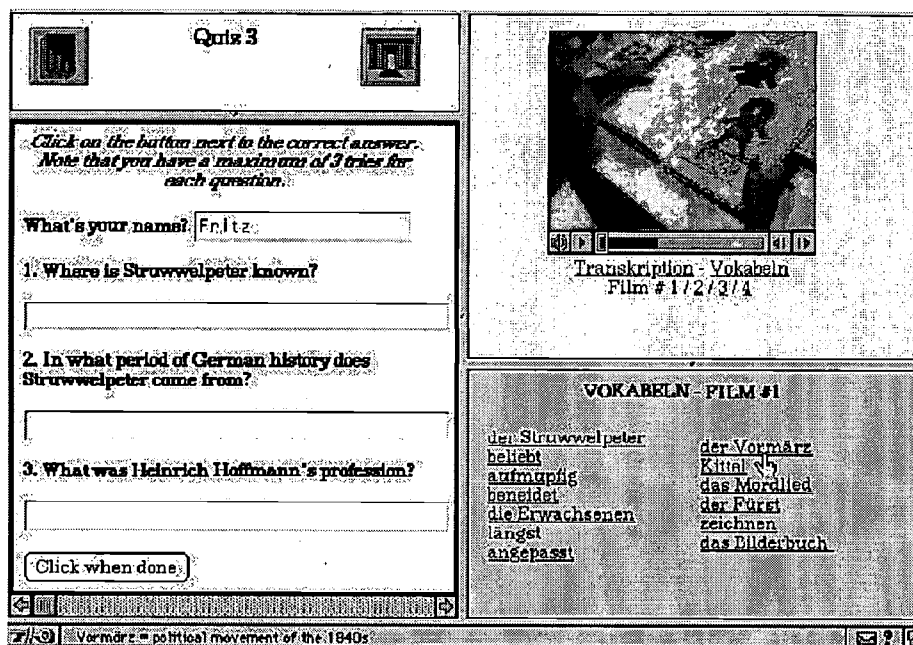 Quiz 3
Click on the button next to the correct answer.
Note that you have a maximum of 3 tries for
each question.
What's your name? Fritz
1. Where is Struwwelpeter known?
2. In what period of German history does
Struwwelpeter come from?
3. What was Heinrich Hoffmann's profession?
Click when done
Transkription - Vokabeln
Film # 1 / 2 / 3 / 4
VOKABELN - FILM #1
der Struwwelpeter
beliebt
aufmupfig
beneidet
die Erwachsenen
längst
angepasst
der Vormärz
Kittel
das Mordlied
der Fürst
zeichnen
das Bilderbuch
Vormärz = political movement of the 1840s
?